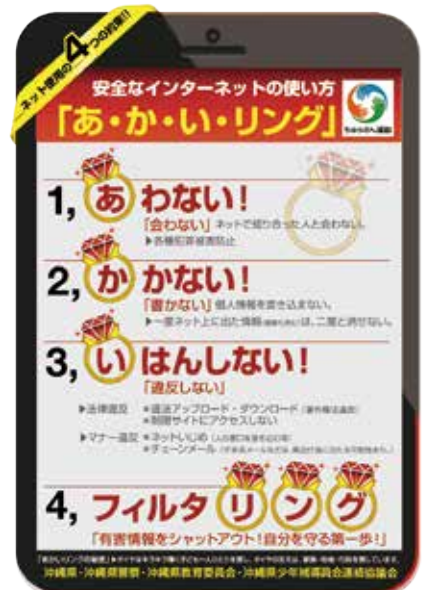 ネット使用の4つの約束!!
安全なインターネットの使い方
「あ・か・い・リング」
ちゅらさん運動
1, あ わない!
「会わない」 ネットで知り合った人と会わない。
▶各種犯罪被害防止
2, か かない!
「書かない」 個人情報を書き込まない。
▶一度ネット上に出た情報は、二度と消せない。
3, い はんしない!
「違反しない」
▶法律違反 ●違法アップロード・ダウンロード (著作権法違反)
●制限サイトにアクセスしない
▶マナー違反 ●ネットいじめ
●チェーンメール
4, フィルタ リ ン グ
「有害情報をシャットアウト!自分を守る第一歩!」
沖縄県・沖縄県警察・沖縄県教育委員会・沖縄県少年補導員会連絡協議会